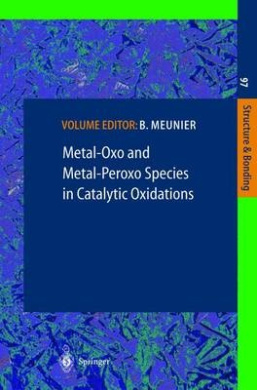 97
Structure & Bonding
VOLUME EDITOR: B. MEUNIER
Metal-Oxo and
Metal-Peroxo Species
in Catalytic Oxidations
Springer